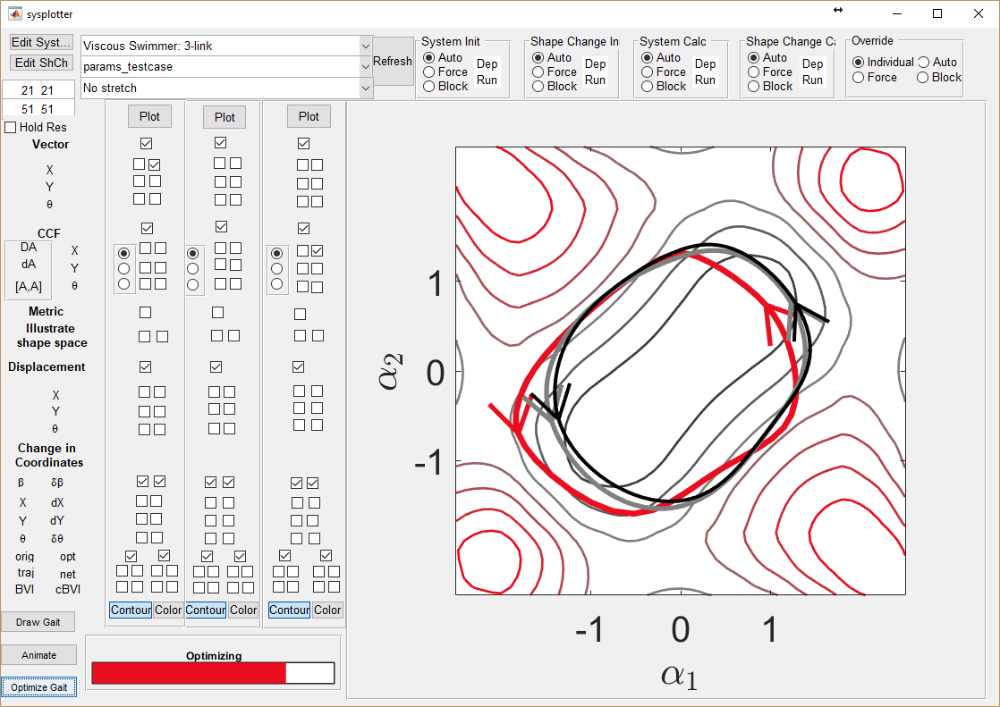 sysplotter
Edit Syst...
Edit ShCh
21 21
51 51
Hold Res
Viscous Swimmer: 3-link
params_testcase
No stretch
Refresh
System Init
Auto
Force
Block
Dep
Run
Shape Change In
Auto
Force
Block
Dep
Run
System Calc
Auto
Force
Block
Dep
Run
Shape Change Ca
Auto
Force
Block
Dep
Run
Override
Individual Auto
Force Block
Plot Plot Plot
Vector
X
Y
θ
CCF
DA
dA
[A,A]
X
Y
θ
Metric
Illustrate
shape space
Displacement
X
Y
θ
Change in
Coordinates
β δβ
X dX
Y dY
θ δθ
orig opt
traj net
BVI cBVI
Contour Color Contour Color Contour Color
Draw Gait
Animate
Optimize Gait
Optimizing
1
0
-1
α2
-1 0 1
α1